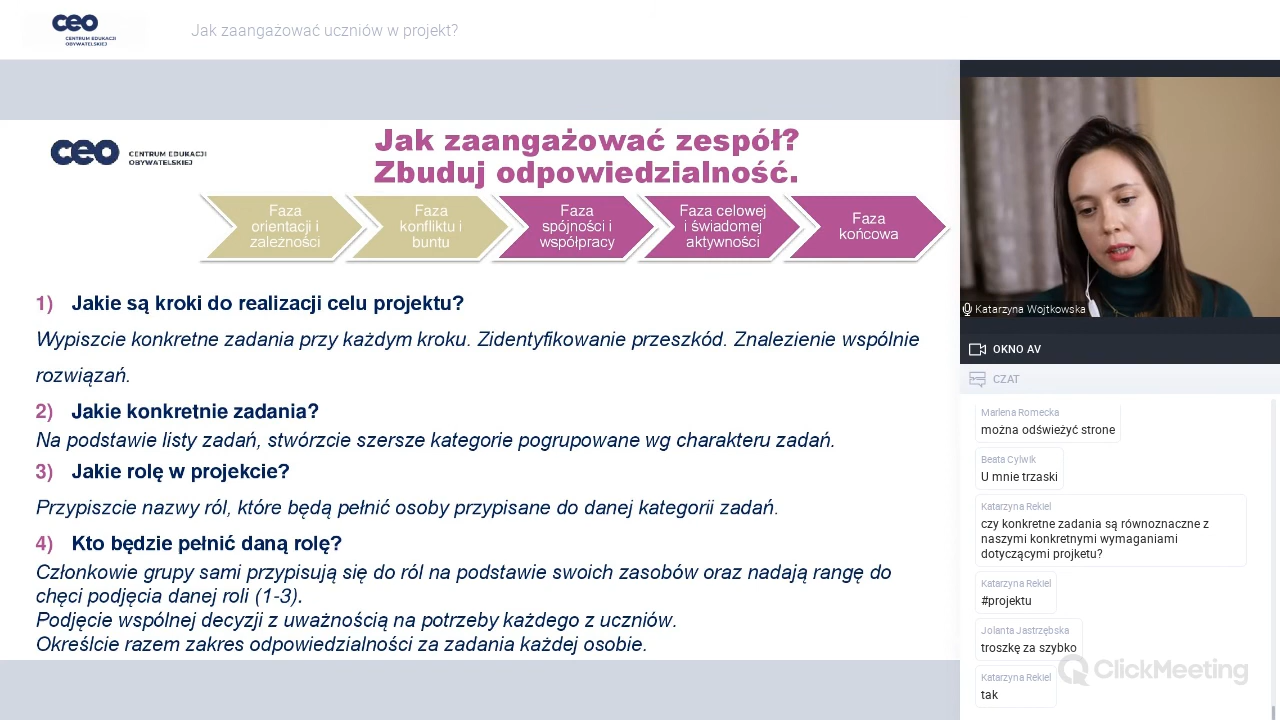 ceo
CENTRUM EDUKACJI
OBYWATELSKIEJ
Jak zaangażować uczniów w projekt?
ceo
CENTRUM EDUKACJI
OBYWATELSKIEJ
Jak zaangażować zespół?
Zbuduj odpowiedzialność.
Faza
orientacji i
zależności
Faza
konfliktu i
buntu
Faza
spójności i
współpracy
Faza celowej
i świadomej
aktywności
Faza
końcowa
1) Jakie są kroki do realizacji celu projektu?
Wypiszcie konkretne zadania przy każdym kroku. Zidentyfikowanie przeszkód. Znalezienie wspólnie
rozwiązań.
2) Jakie konkretnie zadania?
Na podstawie listy zadań, stwórzcie szersze kategorie pogrupowane wg charakteru zadań.
3) Jakie rolę w projekcie?
Przypiszcie nazwy ról, które będą pełnić osoby przypisane do danej kategorii zadań.
4) Kto będzie pełnić daną rolę?
Członkowie grupy sami przypisują się do ról na podstawie swoich zasobów oraz nadają rangę do
chęci podjęcia danej roli (1-3).
Podjęcie wspólnej decyzji z uważnością na potrzeby każdego z uczniów.
Określcie razem zakres odpowiedzialności za zadania każdej osobie.
Katarzyna Wojtkowska
OKNO AV
CZAT
Marlena Romecka
można odświeżyć strone
Beata Cylwik
U mnie trzaski
Katarzyna Rekiel
czy konkretne zadania są równoznaczne z
naszymi konkretnymi wymaganiami
dotyczącymi projketu?
Katarzyna Rekiel
#projektu
Jolanta Jastrzębska
troszkę za szybko
Katarzyna Rekiel
tak
ClickMeeting